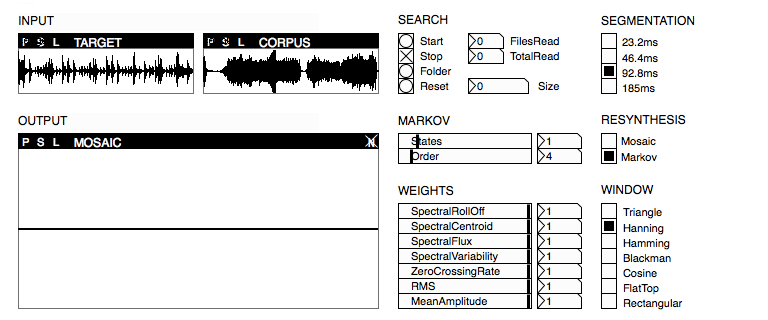 INPUT
P S L TARGET
P S L CORPUS
OUTPUT
P S L MOSAIC N
SEARCH
Start
Stop
Folder
Reset
0 FilesRead
0 TotalRead
0 Size
MARKOV
States 1
Order 4
WEIGHTS
SpectralRollOff 1
SpectralCentroid 1
SpectralFlux 1
SpectralVariability 1
ZeroCrossingRate 1
RMS 1
MeanAmplitude 1
SEGMENTATION
23.2ms
46.4ms
92.8ms
185ms
RESYNTHESIS
Mosaic
Markov
WINDOW
Triangle
Hanning
Hamming
Blackman
Cosine
FlatTop
Rectangular